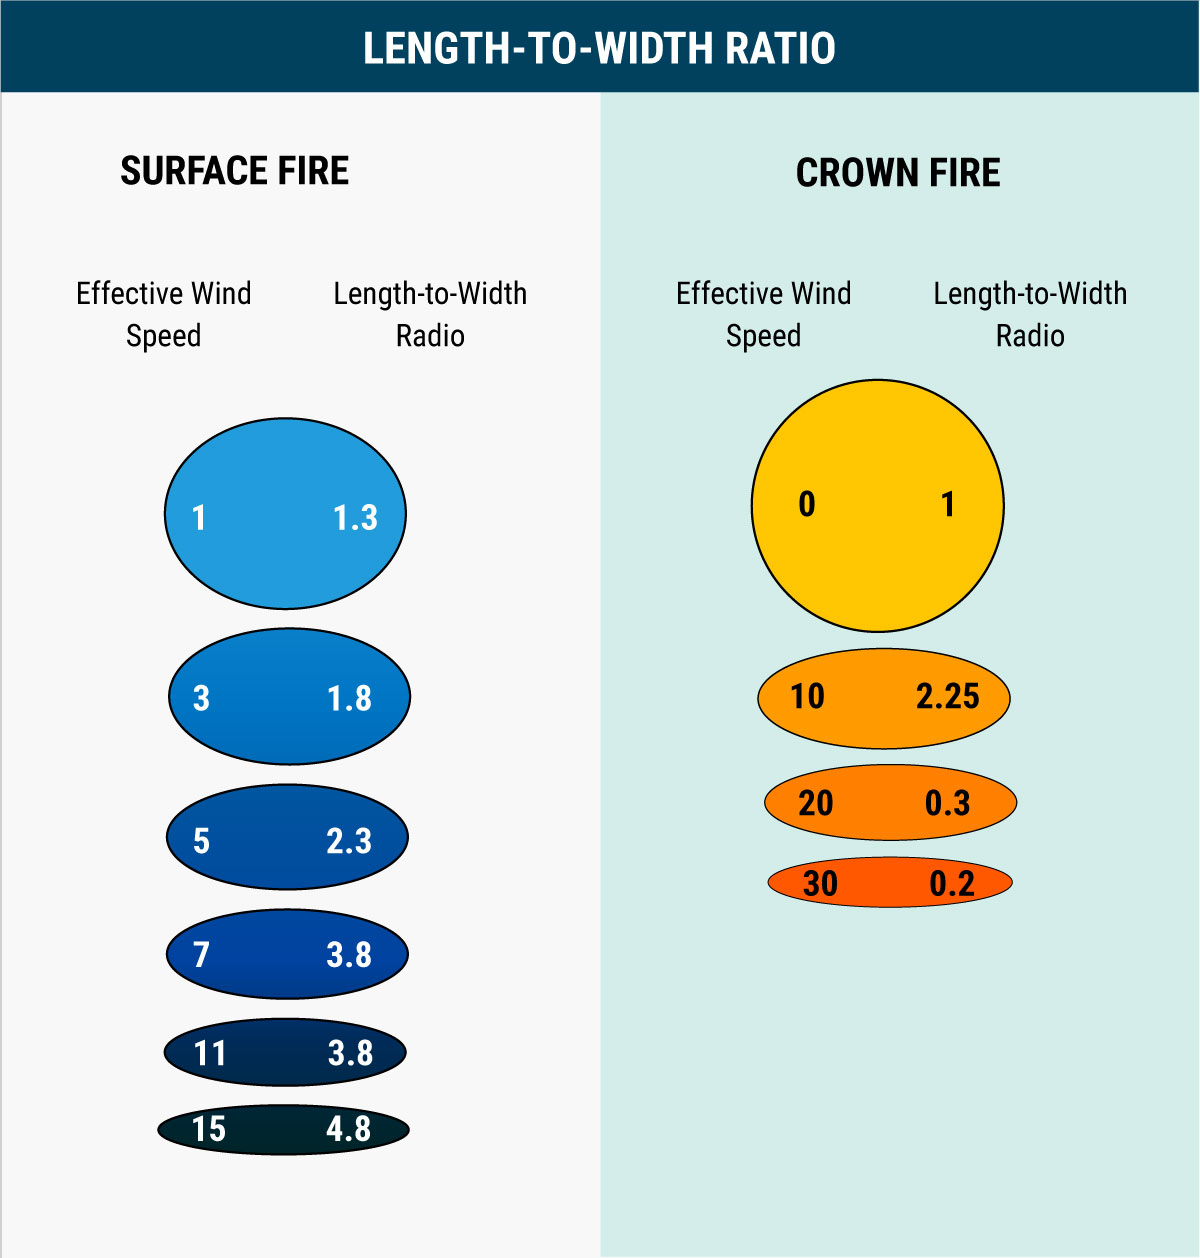 LENGTH-TO-WIDTH RATIO
SURFACE FIRE
Effective Wind
Speed
Length-to-Width
Radio
1 1.3
3 1.8
5 2.3
7 3.8
11 3.8
15 4.8
CROWN FIRE
Effective Wind
Speed
Length-to-Width
Radio
0 1
10 2.25
20 0.3
30 0.2